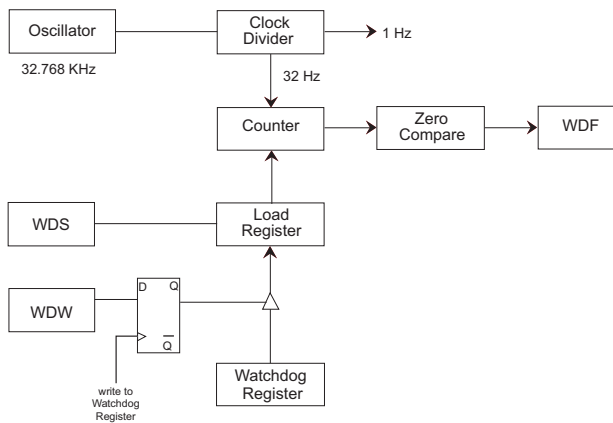 Oscillator
Clock
Divider
1 Hz
32.768 KHz
32 Hz
Counter
Zero
Compare
WDF
WDS
Load
Register
WDW
D
Q
Q
Watchdog
Register
write to
Watchdog
Register